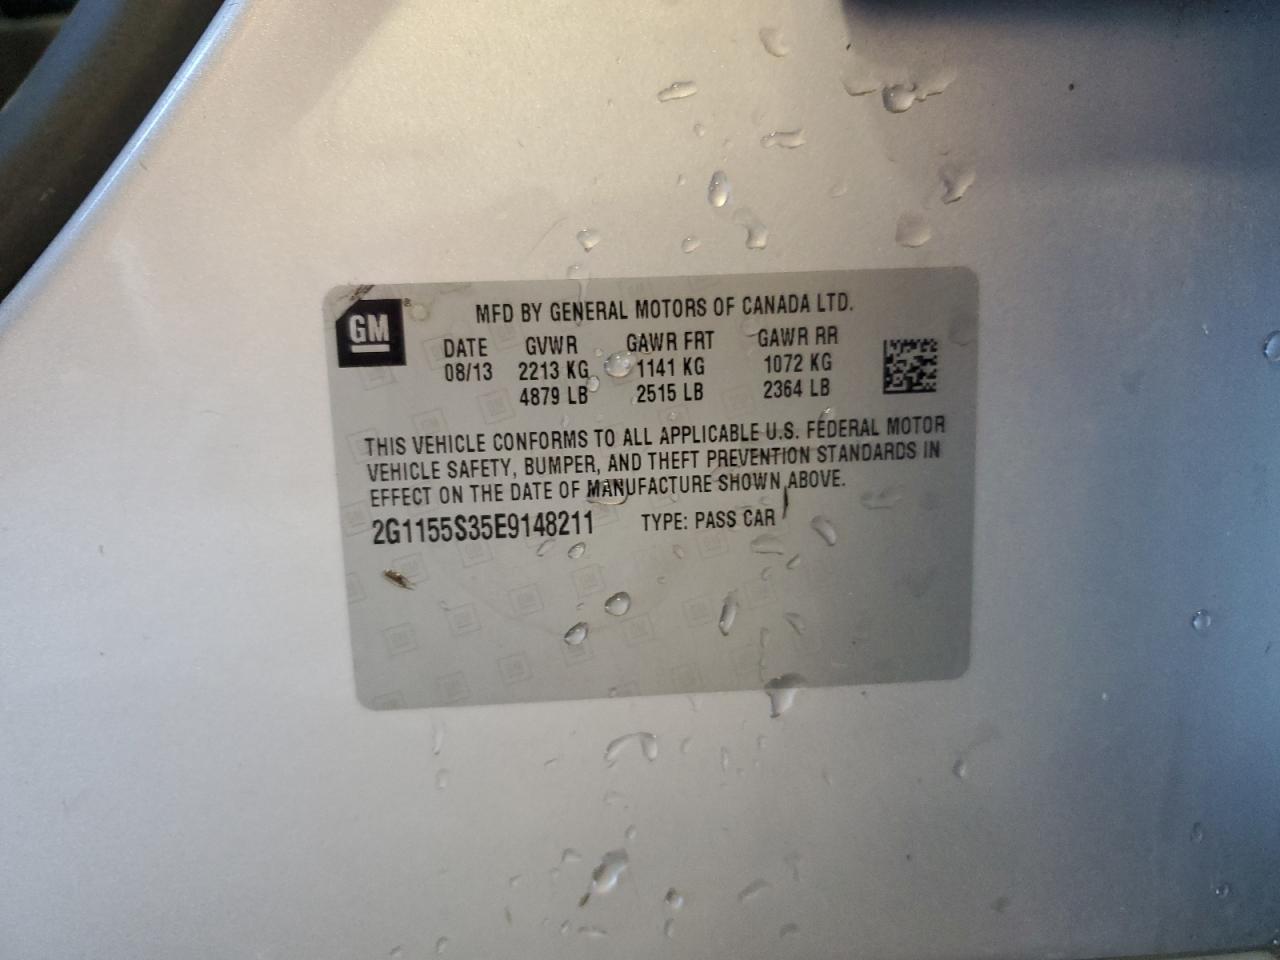 GM
MFD BY GENERAL MOTORS OF CANADA LTD.
DATE GVWR GAWR FRT GAWR RR
08/13 2213 KG 1141 KG 1072 KG
4879 LB 2515 LB 2364 LB
THIS VEHICLE CONFORMS TO ALL APPLICABLE U.S. FEDERAL MOTOR
VEHICLE SAFETY, BUMPER, AND THEFT PREVENTION STANDARDS IN
EFFECT ON THE DATE OF MANUFACTURE SHOWN ABOVE.
2G1155S35E9148211 TYPE: PASS CAR